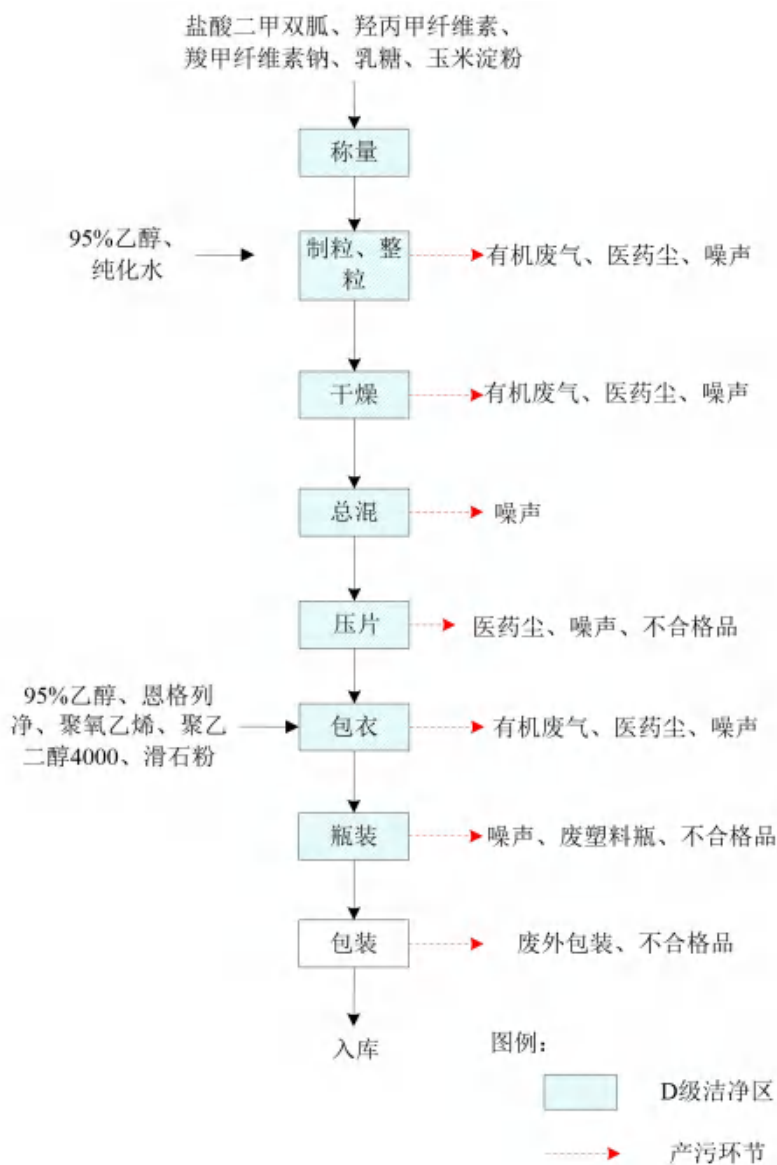 盐酸二甲双胍、羟丙甲纤维素、
羧甲纤维素钠、乳糖、玉米淀粉
称量
95%乙醇、
纯化水
制粒、整
粒
有机废气、医药尘、噪声
干燥
有机废气、医药尘、噪声
总混
噪声
压片
医药尘、噪声、不合格品
95%乙醇、恩格列
净、聚氧乙烯、聚乙
二醇4000、滑石粉
包衣
有机废气、医药尘、噪声
瓶装
噪声、废塑料瓶、不合格品
包装
废外包装、不合格品
入库
图例：
D级洁净区
产污环节